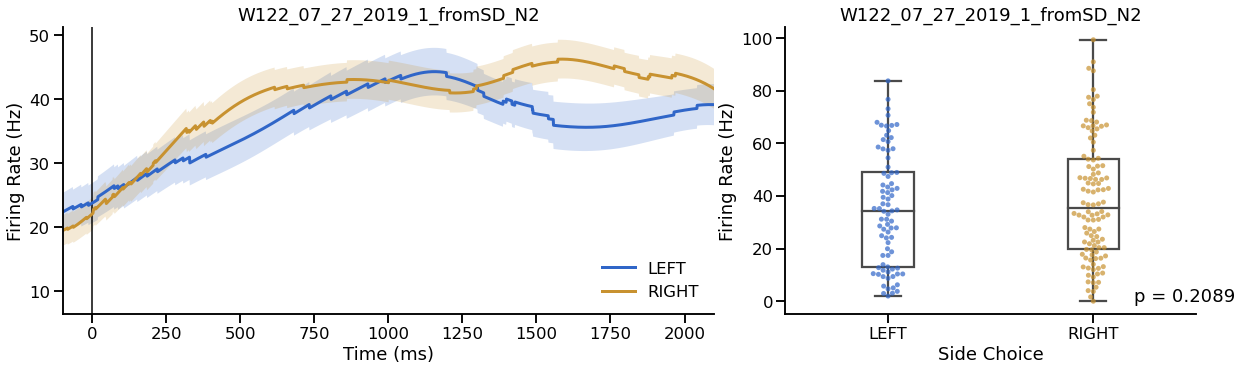 W122_07_27_2019_1_fromSD_N2
50
40
30
20
10
Firing Rate (Hz)
0
250
500
750
1000
1250
1500
1750
2000
Time (ms)
LEFT
RIGHT
W122_07_27_2019_1_fromSD_N2
100
80
60
40
20
0
Firing Rate (Hz)
p = 0.2089
LEFT
RIGHT
Side Choice